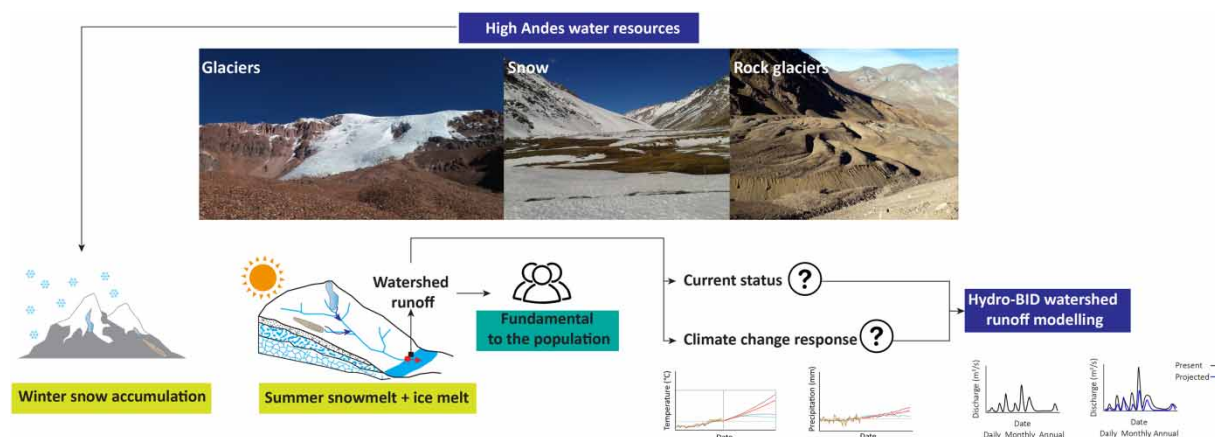 High Andes water resources
Glaciers
Snow
Rock glaciers
Watershed
runoff
Fundamental
to the population
Current status ?
Climate change response ?
Hydro-BID watershed
runoff modelling
Winter snow accumulation
Summer snowmelt + ice melt
Temperature (°C)
Date
Precipitation (mm)
Date
Discharge (m³/s)
Date
Daily Monthly Annual
Discharge (m³/s)
Date
Daily Monthly Annual
Present
Projected